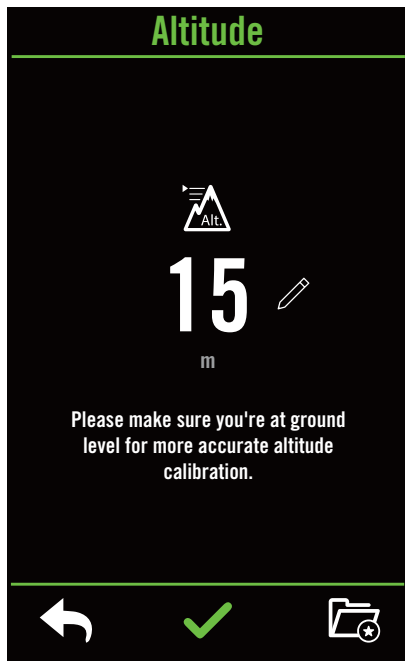 Altitude
Alt.
15
m
Please make sure you're at ground
level for more accurate altitude
calibration.